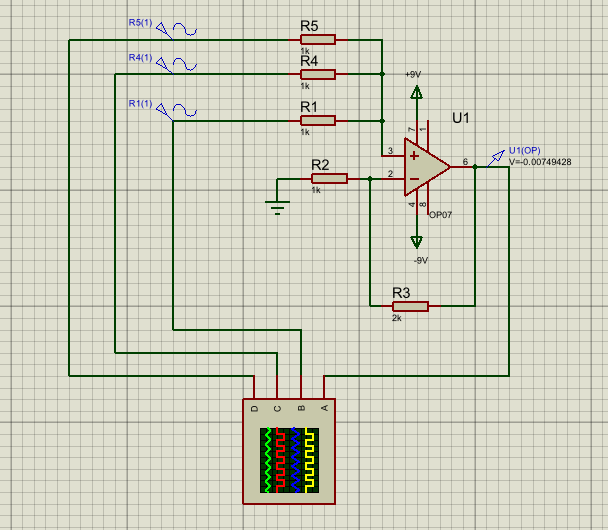 R5(1)
R5
1k
R4(1)
R4
1k
+9V
R1(1)
R1
1k
U1
7
1
3
6
U1(OP)
V=-0.00749428
R2
1k
2
4
8
OP07
-9V
R3
2k
D
C
B
A